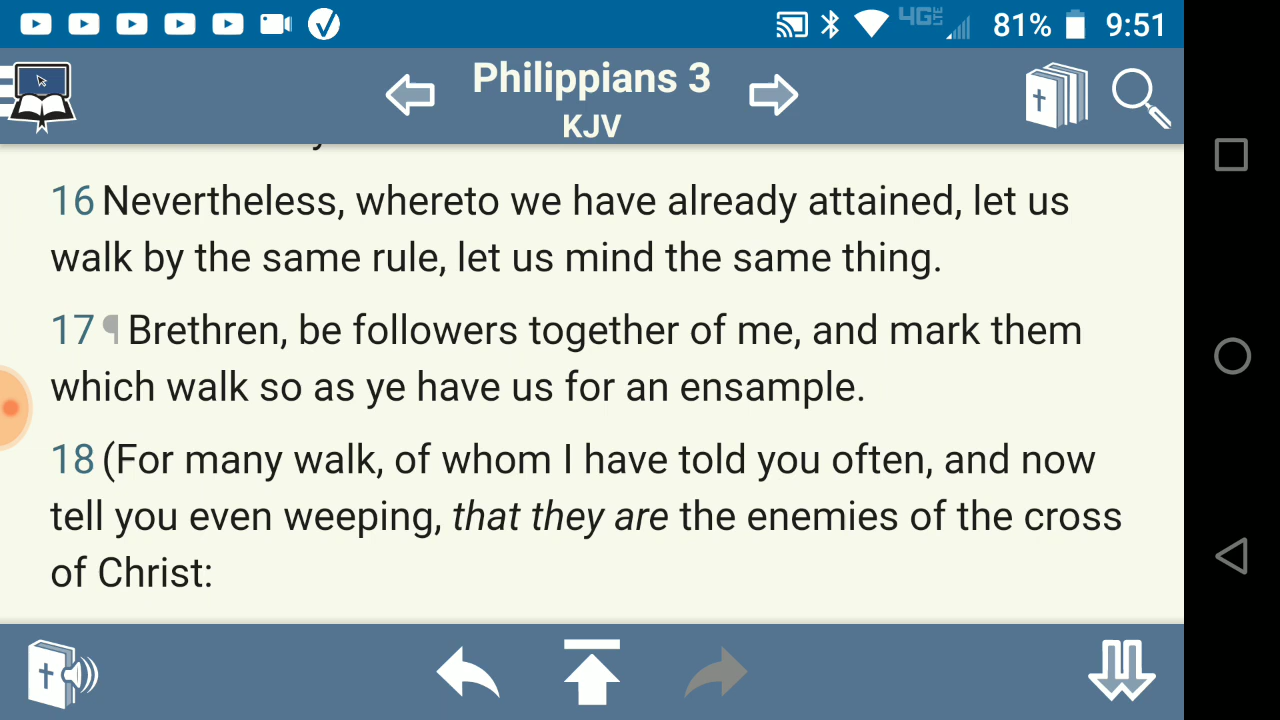 4G LTE 81% 9:51
Philippians 3
KJV
16 Nevertheless, whereto we have already attained, let us
walk by the same rule, let us mind the same thing.
17 ¶ Brethren, be followers together of me, and mark them
which walk so as ye have us for an ensample.
18 (For many walk, of whom I have told you often, and now
tell you even weeping, that they are the enemies of the cross
of Christ: